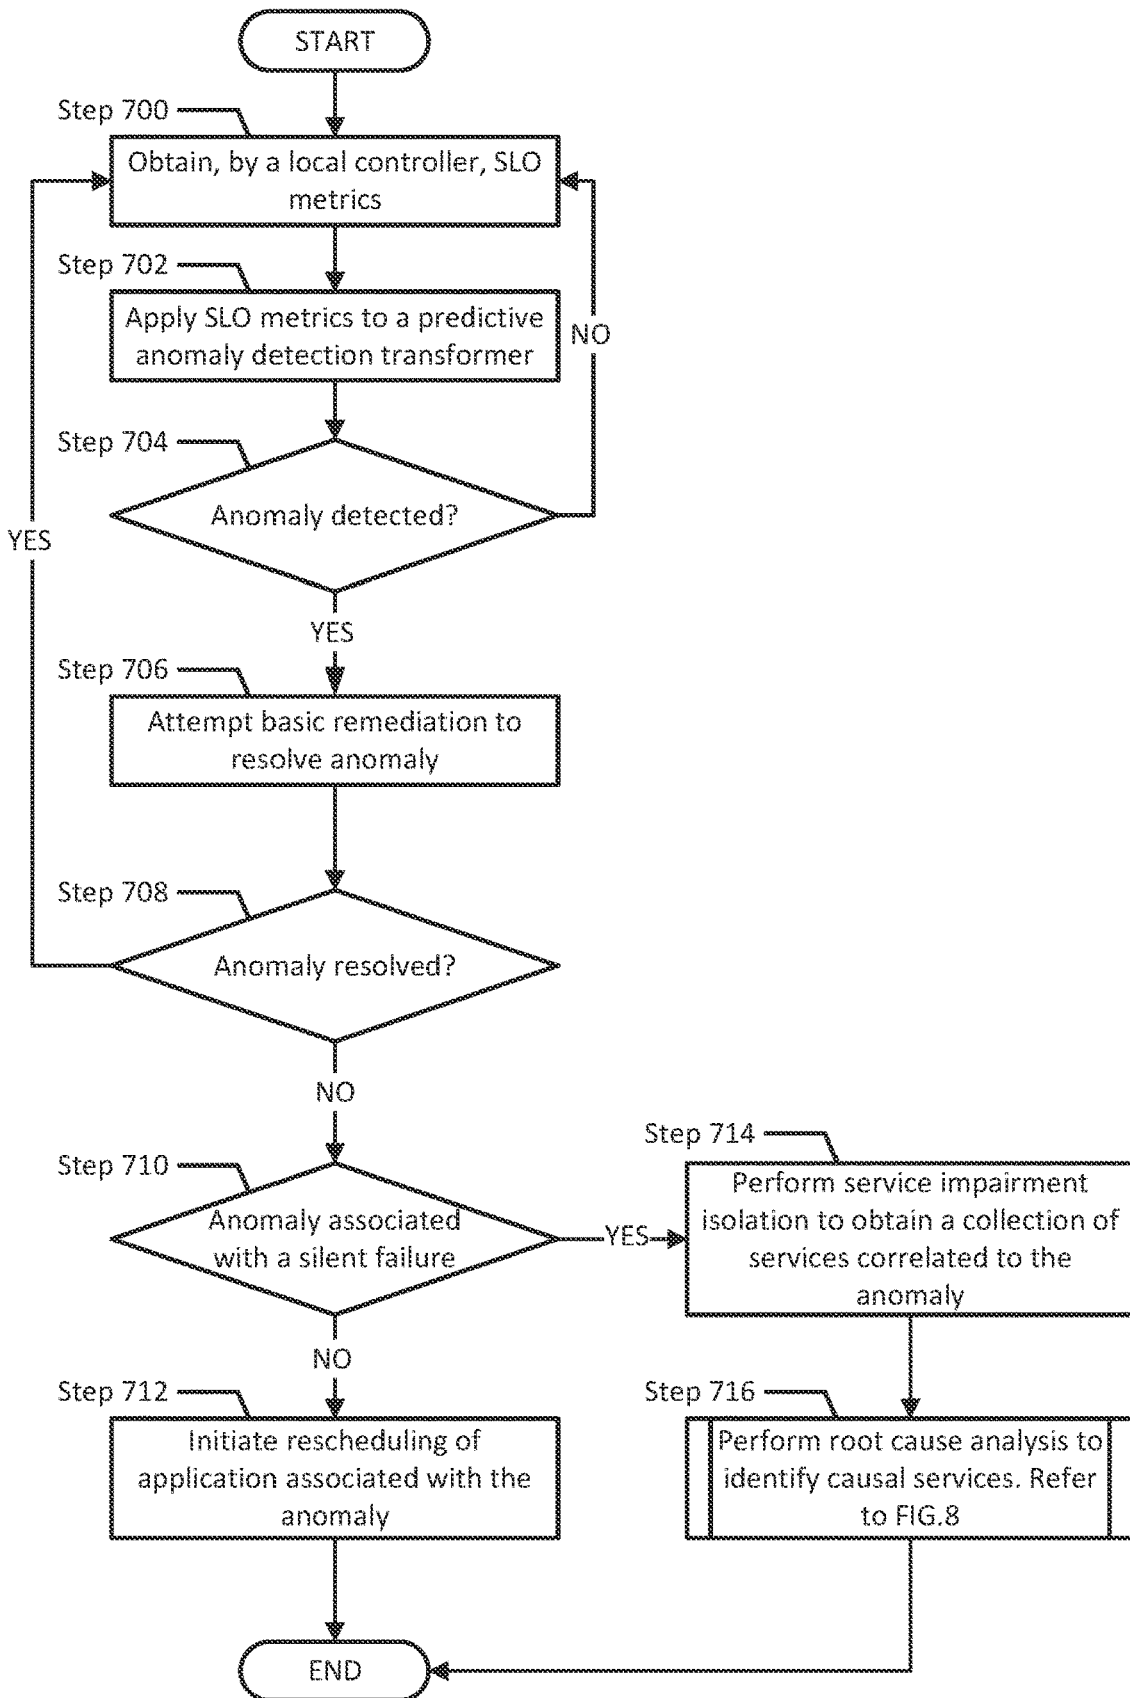 START
Step 700
Obtain, by a local controller, SLO
metrics
Step 702
Apply SLO metrics to a predictive
anomaly detection transformer
NO
Step 704
Anomaly detected?
YES
YES
Step 706
Attempt basic remediation to
resolve anomaly
Step 708
Anomaly resolved?
NO
Step 710
Anomaly associated
with a silent failure
YES
Step 714
Perform service impairment
isolation to obtain a collection of
services correlated to the
anomaly
NO
Step 712
Initiate rescheduling of
application associated with the
anomaly
Step 716
Perform root cause analysis to
identify causal services. Refer
to FIG.8
END